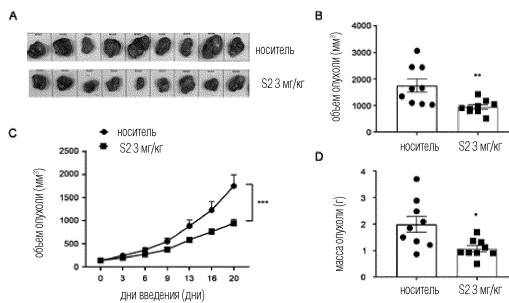 A
носитель
S2 3 мг/кг
B
объем опухоли (мм³)
4000
3000
2000
1000
0
**
носитель
S2 3 мг/кг
C
носитель
S2 3 мг/кг
объем опухоли (мм³)
2500
2000
1500
1000
500
0
***
0 3 6 9 13 16 20
дни введения (дни)
D
масса опухоли (г)
4
3
2
1
0
*
носитель
S2 3 мг/кг